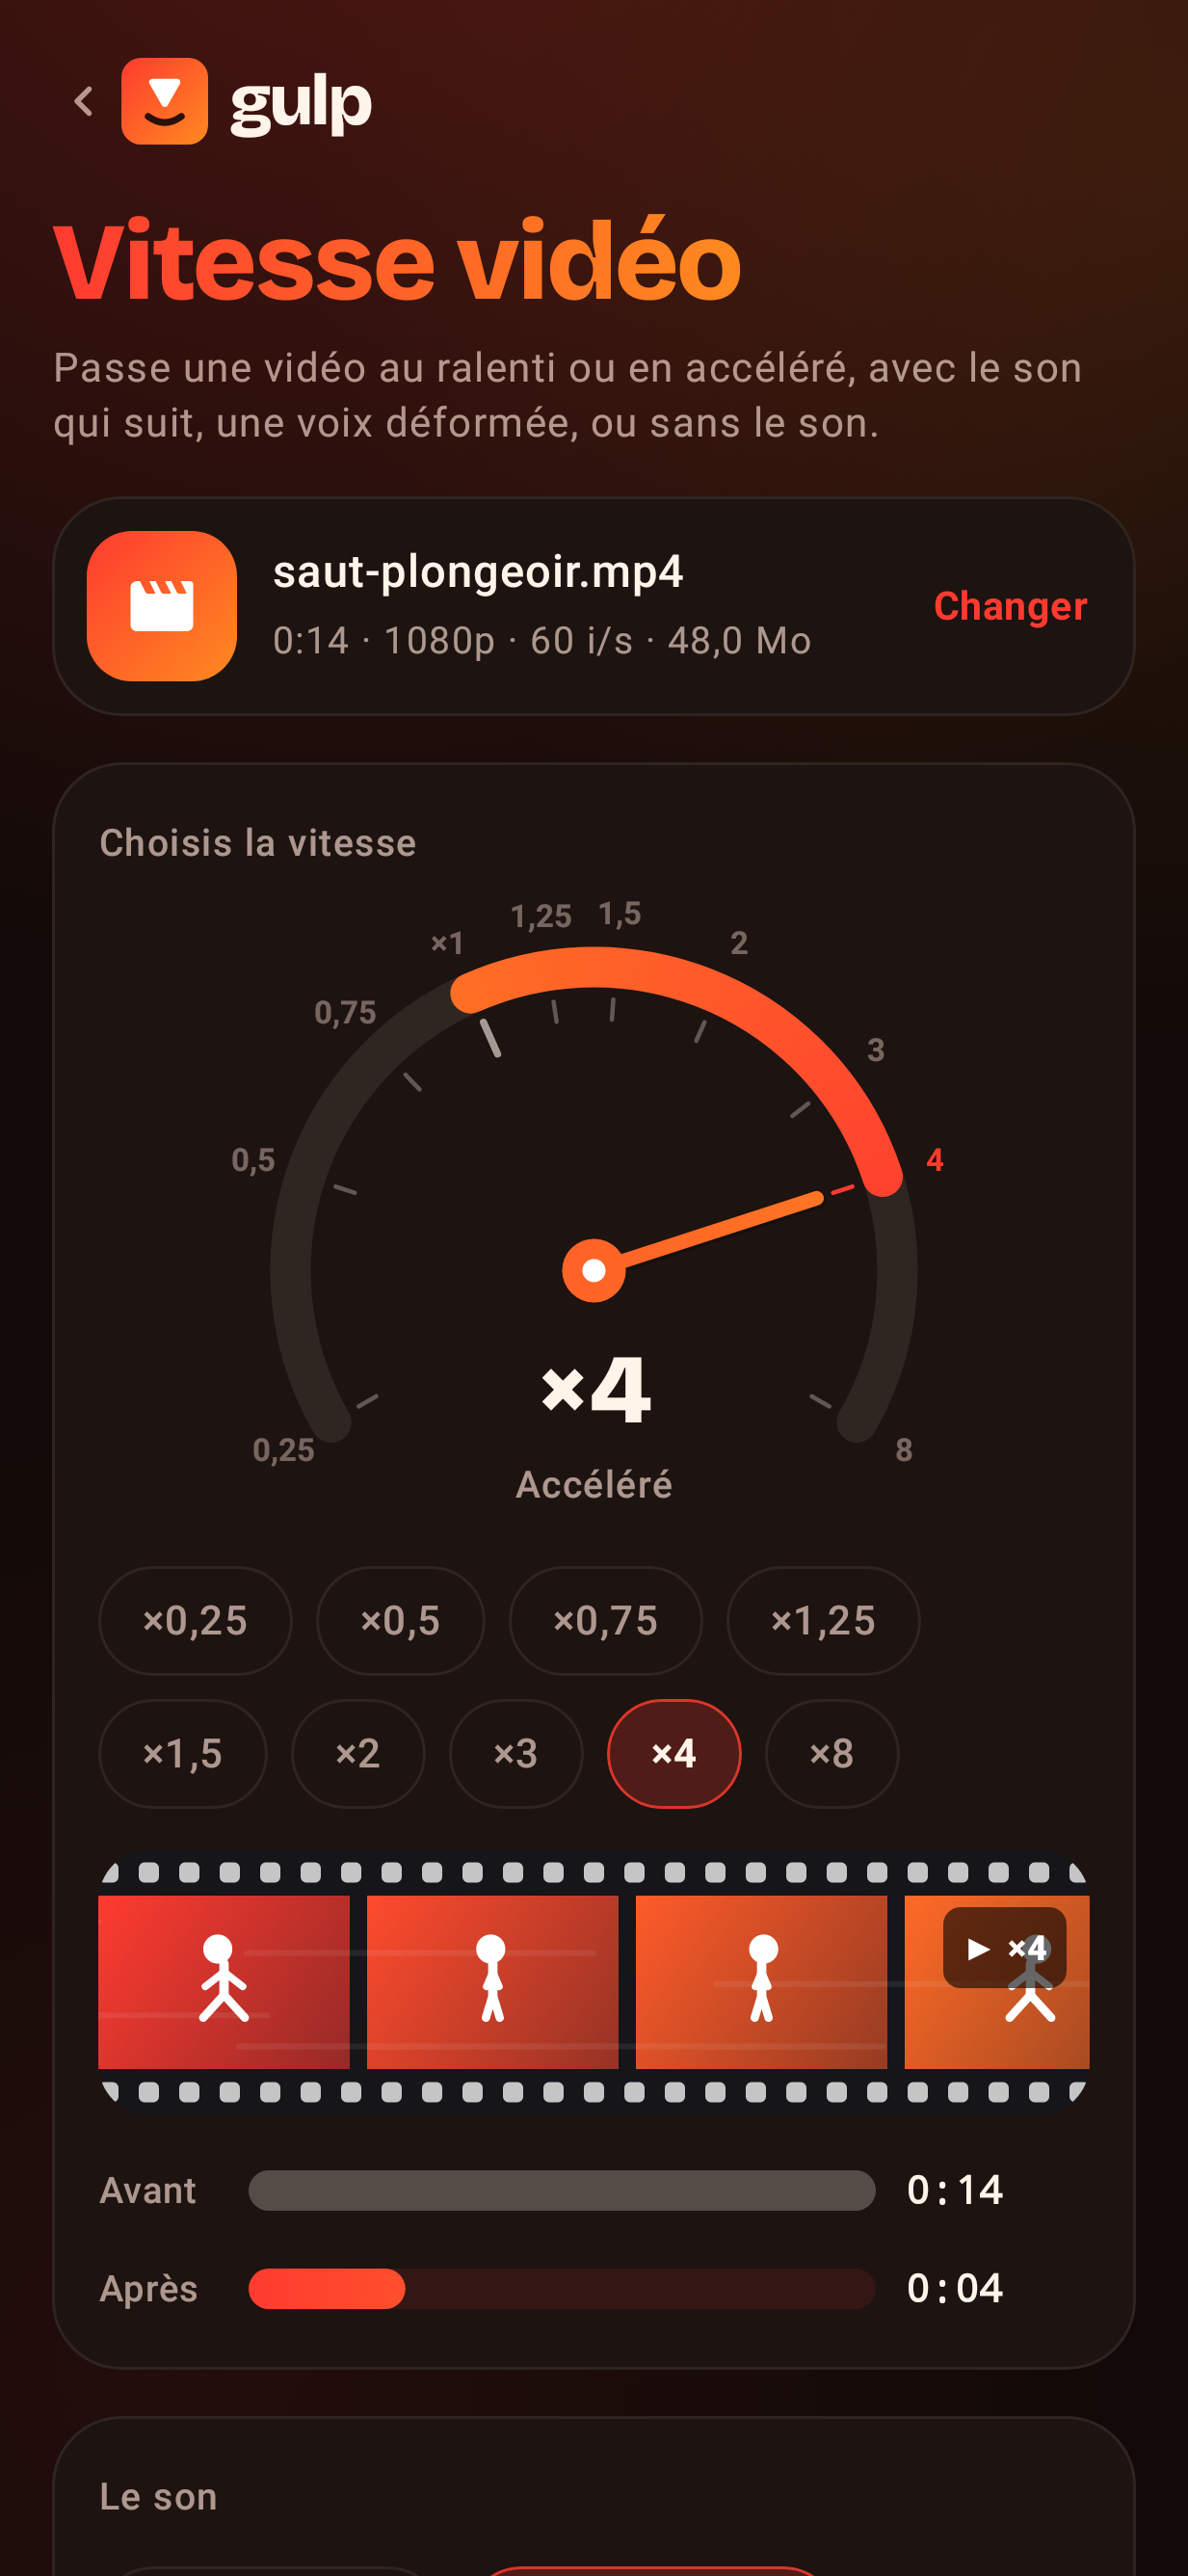 gulp
Vitesse vidéo
Passe une vidéo au ralenti ou en accéléré, avec le son
qui suit, une voix déformée, ou sans le son.
saut-plongeoir.mp4
0:14 · 1080p · 60 i/s · 48,0 Mo
Changer
Choisis la vitesse
0,25
0,5
0,75
×1
1,25
1,5
2
3
4
8
×4
Accéléré
×0,25
×0,5
×0,75
×1,25
×1,5
×2
×3
×4
×8
▶ ×4
Avant
0:14
Après
0:04
Le son